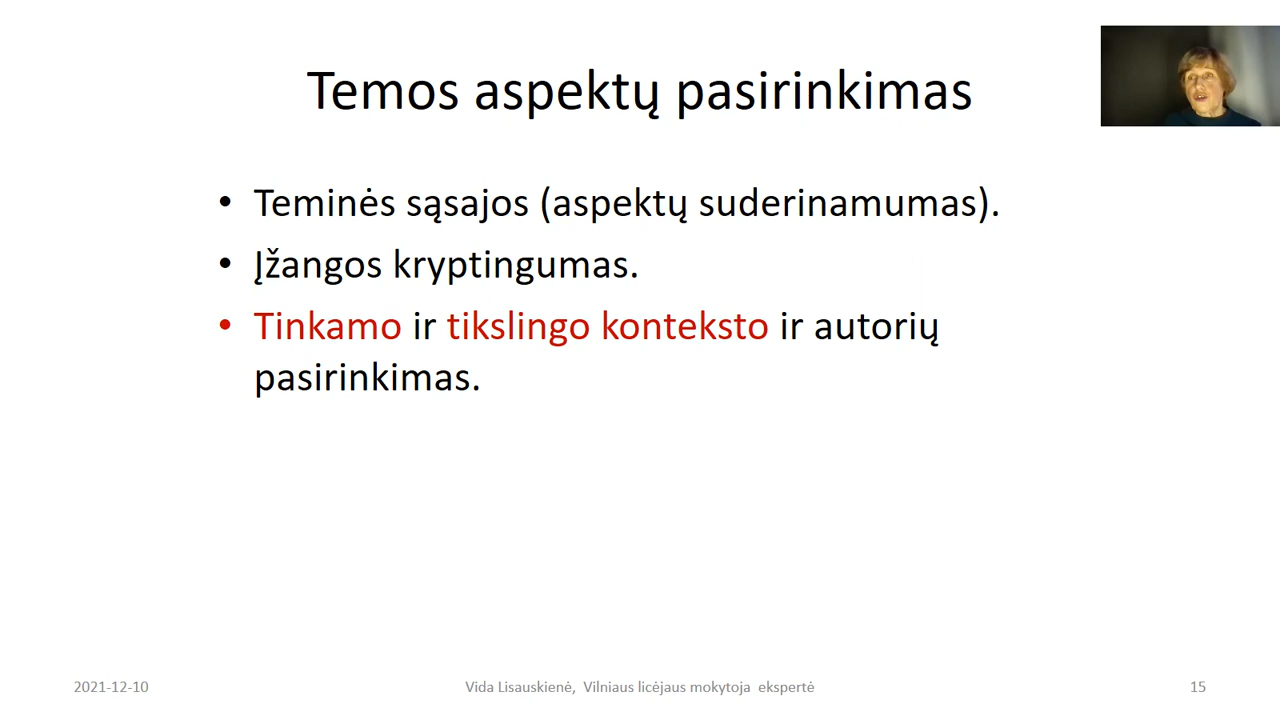 Temos aspektų pasirinkimas
• Teminės sąsajos (aspektų suderinamumas).
• Įžangos kryptingumas.
• Tinkamo ir tikslingo konteksto ir autorių
pasirinkimas.
2021-12-10
Vida Lisauskienė, Vilniaus licėjaus mokytoja ekspertė
15